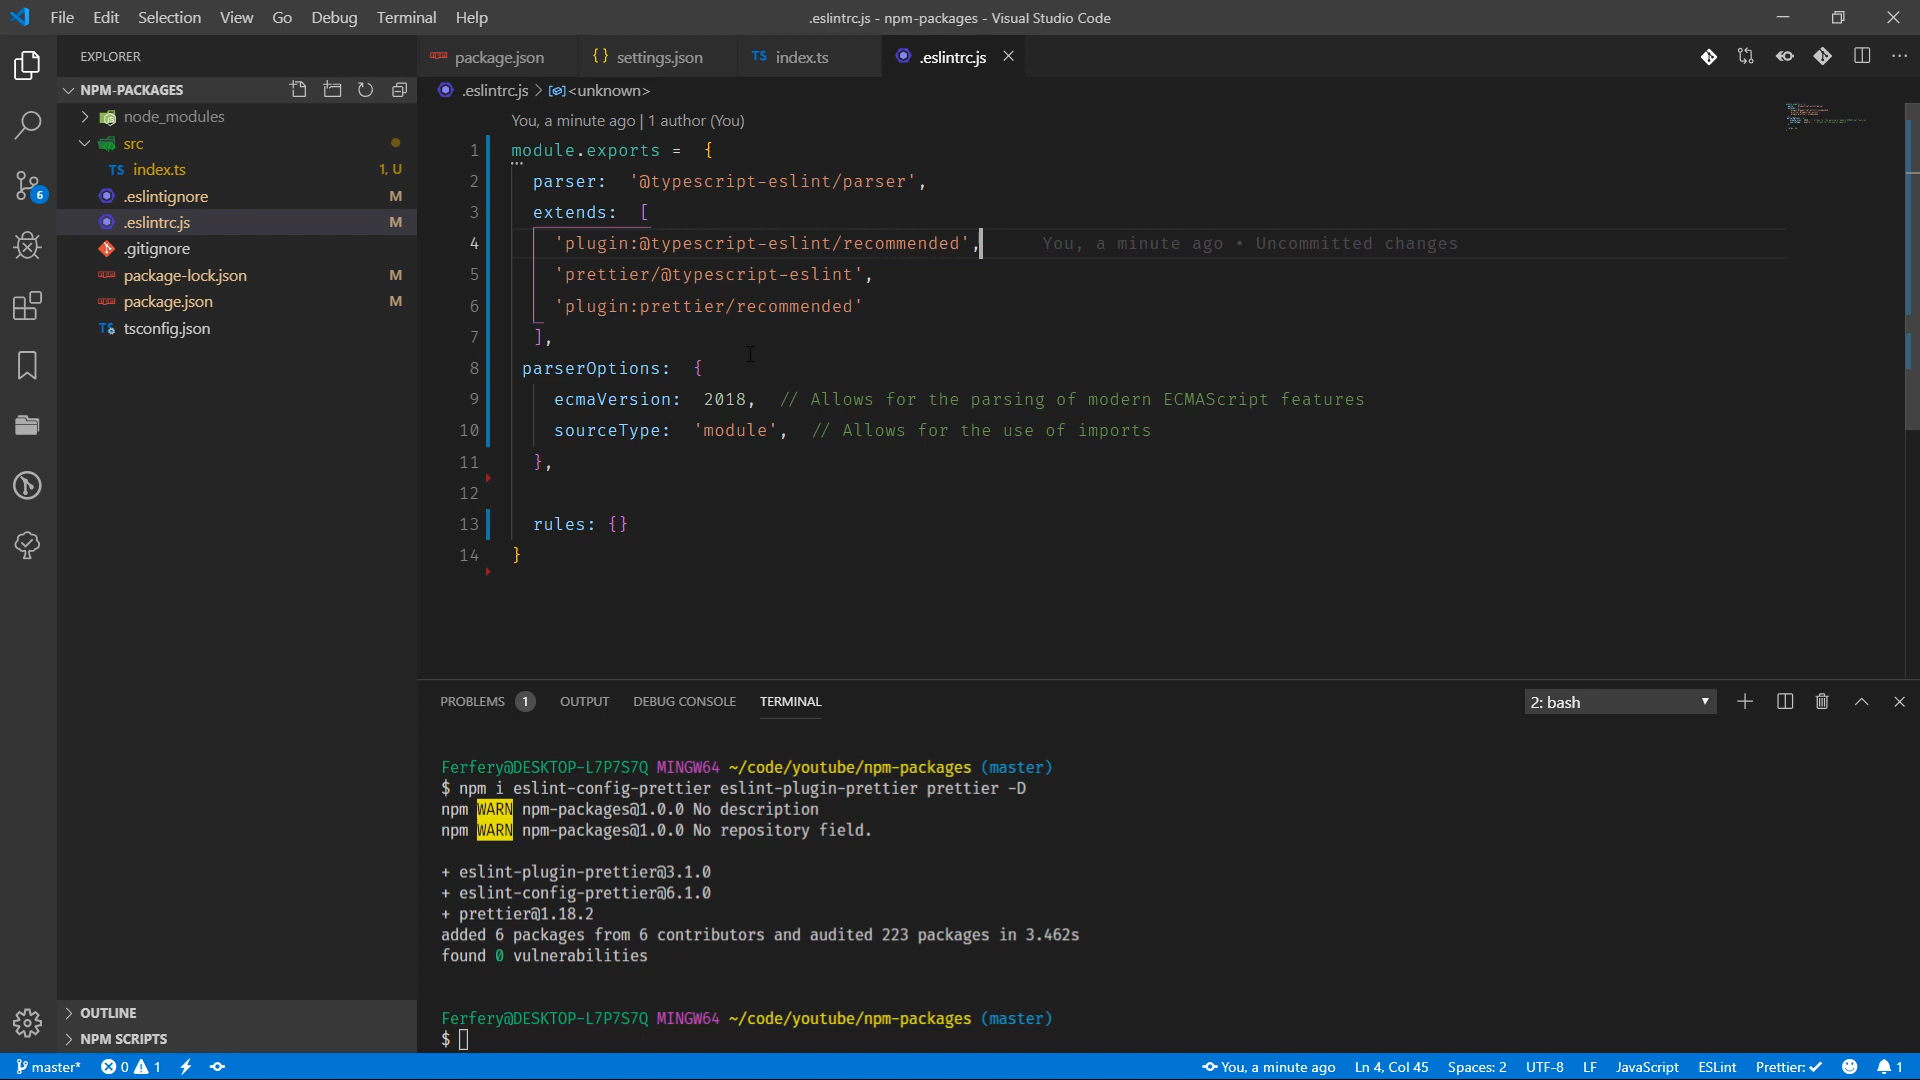 File Edit Selection View Go Debug Terminal Help
.eslintrc.js - npm-packages - Visual Studio Code
EXPLORER
package.json
{} settings.json
TS index.ts
.eslintrc.js
NPM-PACKAGES
.eslintrc.js > <unknown>
node_modules
src
TS index.ts 1, U
.eslintignore M
.eslintrc.js M
.gitignore
package-lock.json M
package.json M
TS tsconfig.json
6
You, a minute ago | 1 author (You)
1 module.exports = {
2 parser: '@typescript-eslint/parser',
3 extends: [
4 'plugin:@typescript-eslint/recommended', You, a minute ago • Uncommitted changes
5 'prettier/@typescript-eslint',
6 'plugin:prettier/recommended'
7 ],
8 parserOptions: {
9 ecmaVersion: 2018, // Allows for the parsing of modern ECMAScript features
10 sourceType: 'module', // Allows for the use of imports
11 },
12
13 rules: {}
14 }
PROBLEMS 1 OUTPUT DEBUG CONSOLE TERMINAL
2: bash
Ferfery@DESKTOP-L7P7S7Q MINGW64 ~/code/youtube/npm-packages (master)
$ npm i eslint-config-prettier eslint-plugin-prettier prettier -D
npm WARN npm-packages@1.0.0 No description
npm WARN npm-packages@1.0.0 No repository field.
+ eslint-plugin-prettier@3.1.0
+ eslint-config-prettier@6.1.0
+ prettier@1.18.2
added 6 packages from 6 contributors and audited 223 packages in 3.462s
found 0 vulnerabilities
Ferfery@DESKTOP-L7P7S7Q MINGW64 ~/code/youtube/npm-packages (master)
$
OUTLINE
NPM SCRIPTS
master* 0 1 You, a minute ago Ln 4, Col 45 Spaces: 2 UTF-8 LF JavaScript ESLint Prettier: ✓ 1